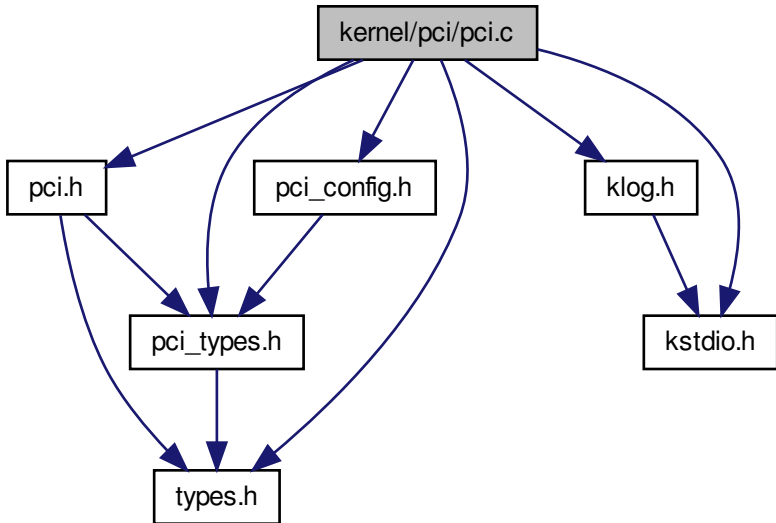 kernel/pci/pci.c
pci.h
pci_config.h
klog.h
pci_types.h
kstdio.h
types.h